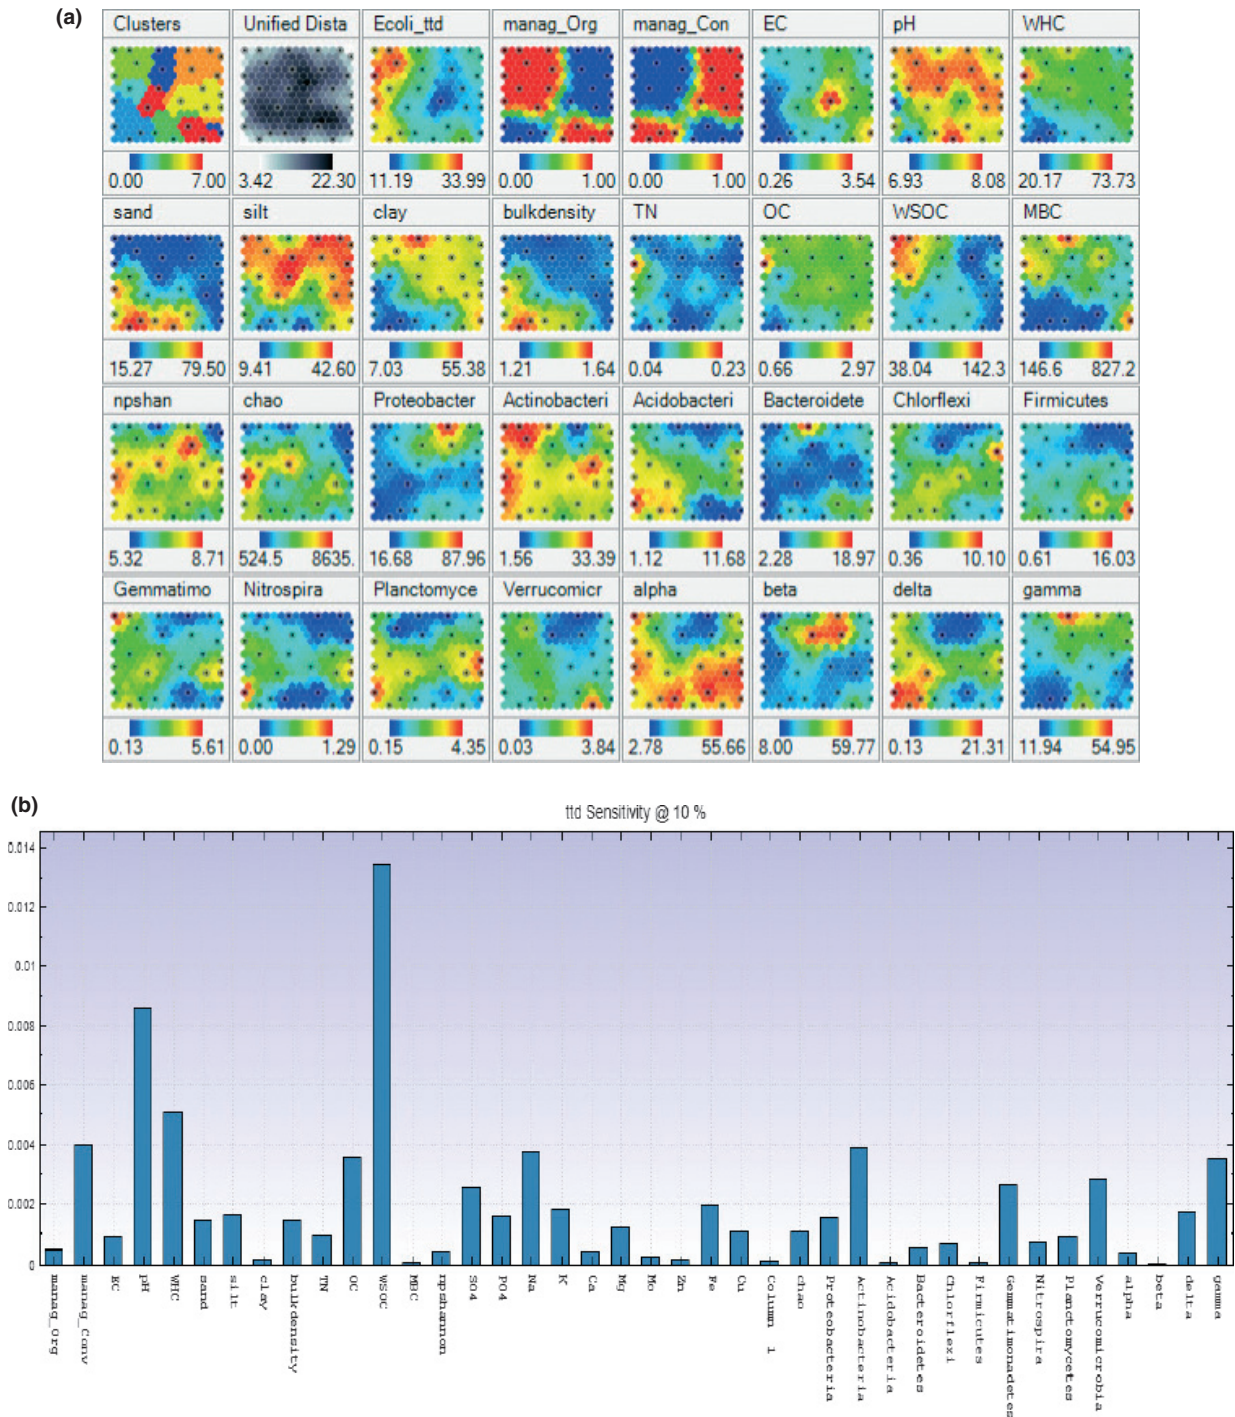 (a)
Clusters Unified Dista Ecoli_ttd manag_Org manag_Con EC pH WHC
0.00 7.00 3.42 22.30 11.19 33.99 0.00 1.00 0.00 1.00 0.26 3.54 6.93 8.08 20.17 73.73
sand silt clay bulkdensity TN OC WSOC MBC
15.27 79.50 9.41 42.60 7.03 55.38 1.21 1.64 0.04 0.23 0.66 2.97 38.04 142.3 146.6 827.2
npshan chao Proteobacter Actinobacteri Acidobacteri Bacteroidete Chlorflexi Firmicutes
5.32 8.71 524.5 8635. 16.68 87.96 1.56 33.39 1.12 11.68 2.28 18.97 0.36 10.10 0.61 16.03
Gemmatimo Nitrospira Planctomyce Verrucomicr alpha beta delta gamma
0.13 5.61 0.00 1.29 0.15 4.35 0.03 3.84 2.78 55.66 8.00 59.77 0.13 21.31 11.94 54.95
(b)
ttd Sensitivity @ 10 %
0.014
0.012
0.01
0.008
0.006
0.004
0.002
0
manag_Org
manag_Conv
EC
pH
WHC
sand
silt
clay
bulkdensity
TN
OC
WSOC
MBC
npshannon
SO4
PO4
Na
K
Ca
Mg
Mo
Zn
Fe
Cu
Column 1
chao
Proteobacteria
Actinobacteria
Acidobacteria
Bacteroidetes
Chlorflexi
Firmicutes
Gemmatimonadetes
Nitrospira
Planctomycetes
Verrucomicrobia
alpha
beta
delta
gamma